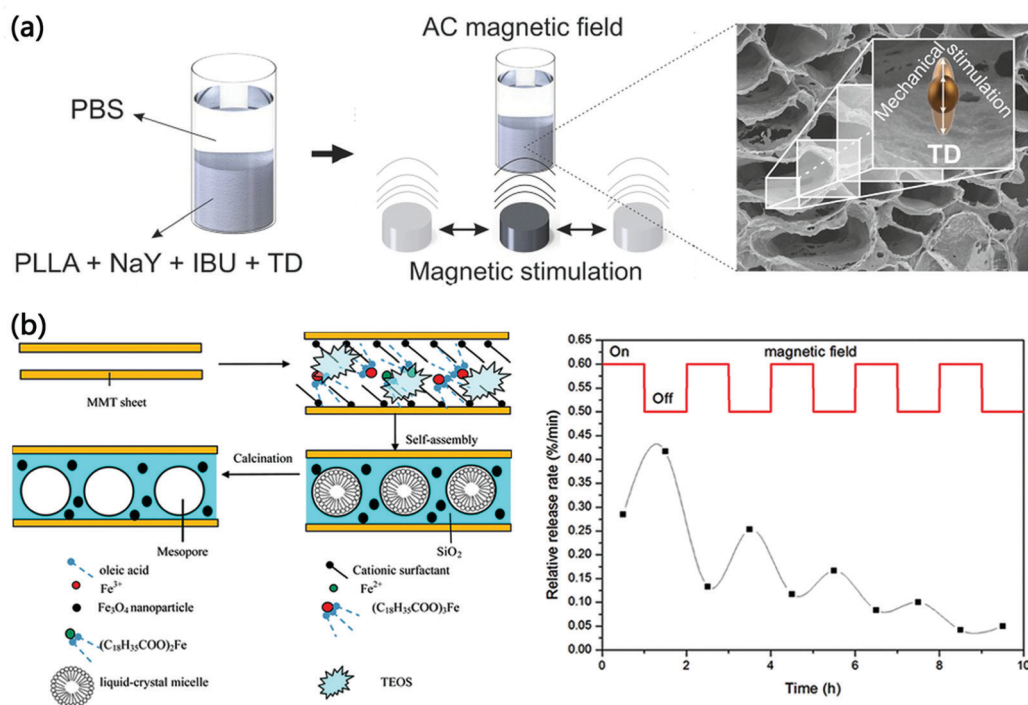 (a)
AC magnetic field
PBS
PLLA + NaY + IBU + TD
Magnetic stimulation
Mechanical stimulation
TD
(b)
MMT sheet
Self-assembly
Calcination
Mesopore
SiO2
oleic acid
Fe3+
Fe3O4 nanoparticle
(C18H35COO)2Fe
liquid-crystal micelle
Cationic surfactant
Fe2+
(C18H35COO)3Fe
TEOS
Relative release rate (%/min)
0.65
0.60
0.55
0.50
0.45
0.40
0.35
0.30
0.25
0.20
0.15
0.10
0.05
0.00
On
magnetic field
Off
0 2 4 6 8 10
Time (h)